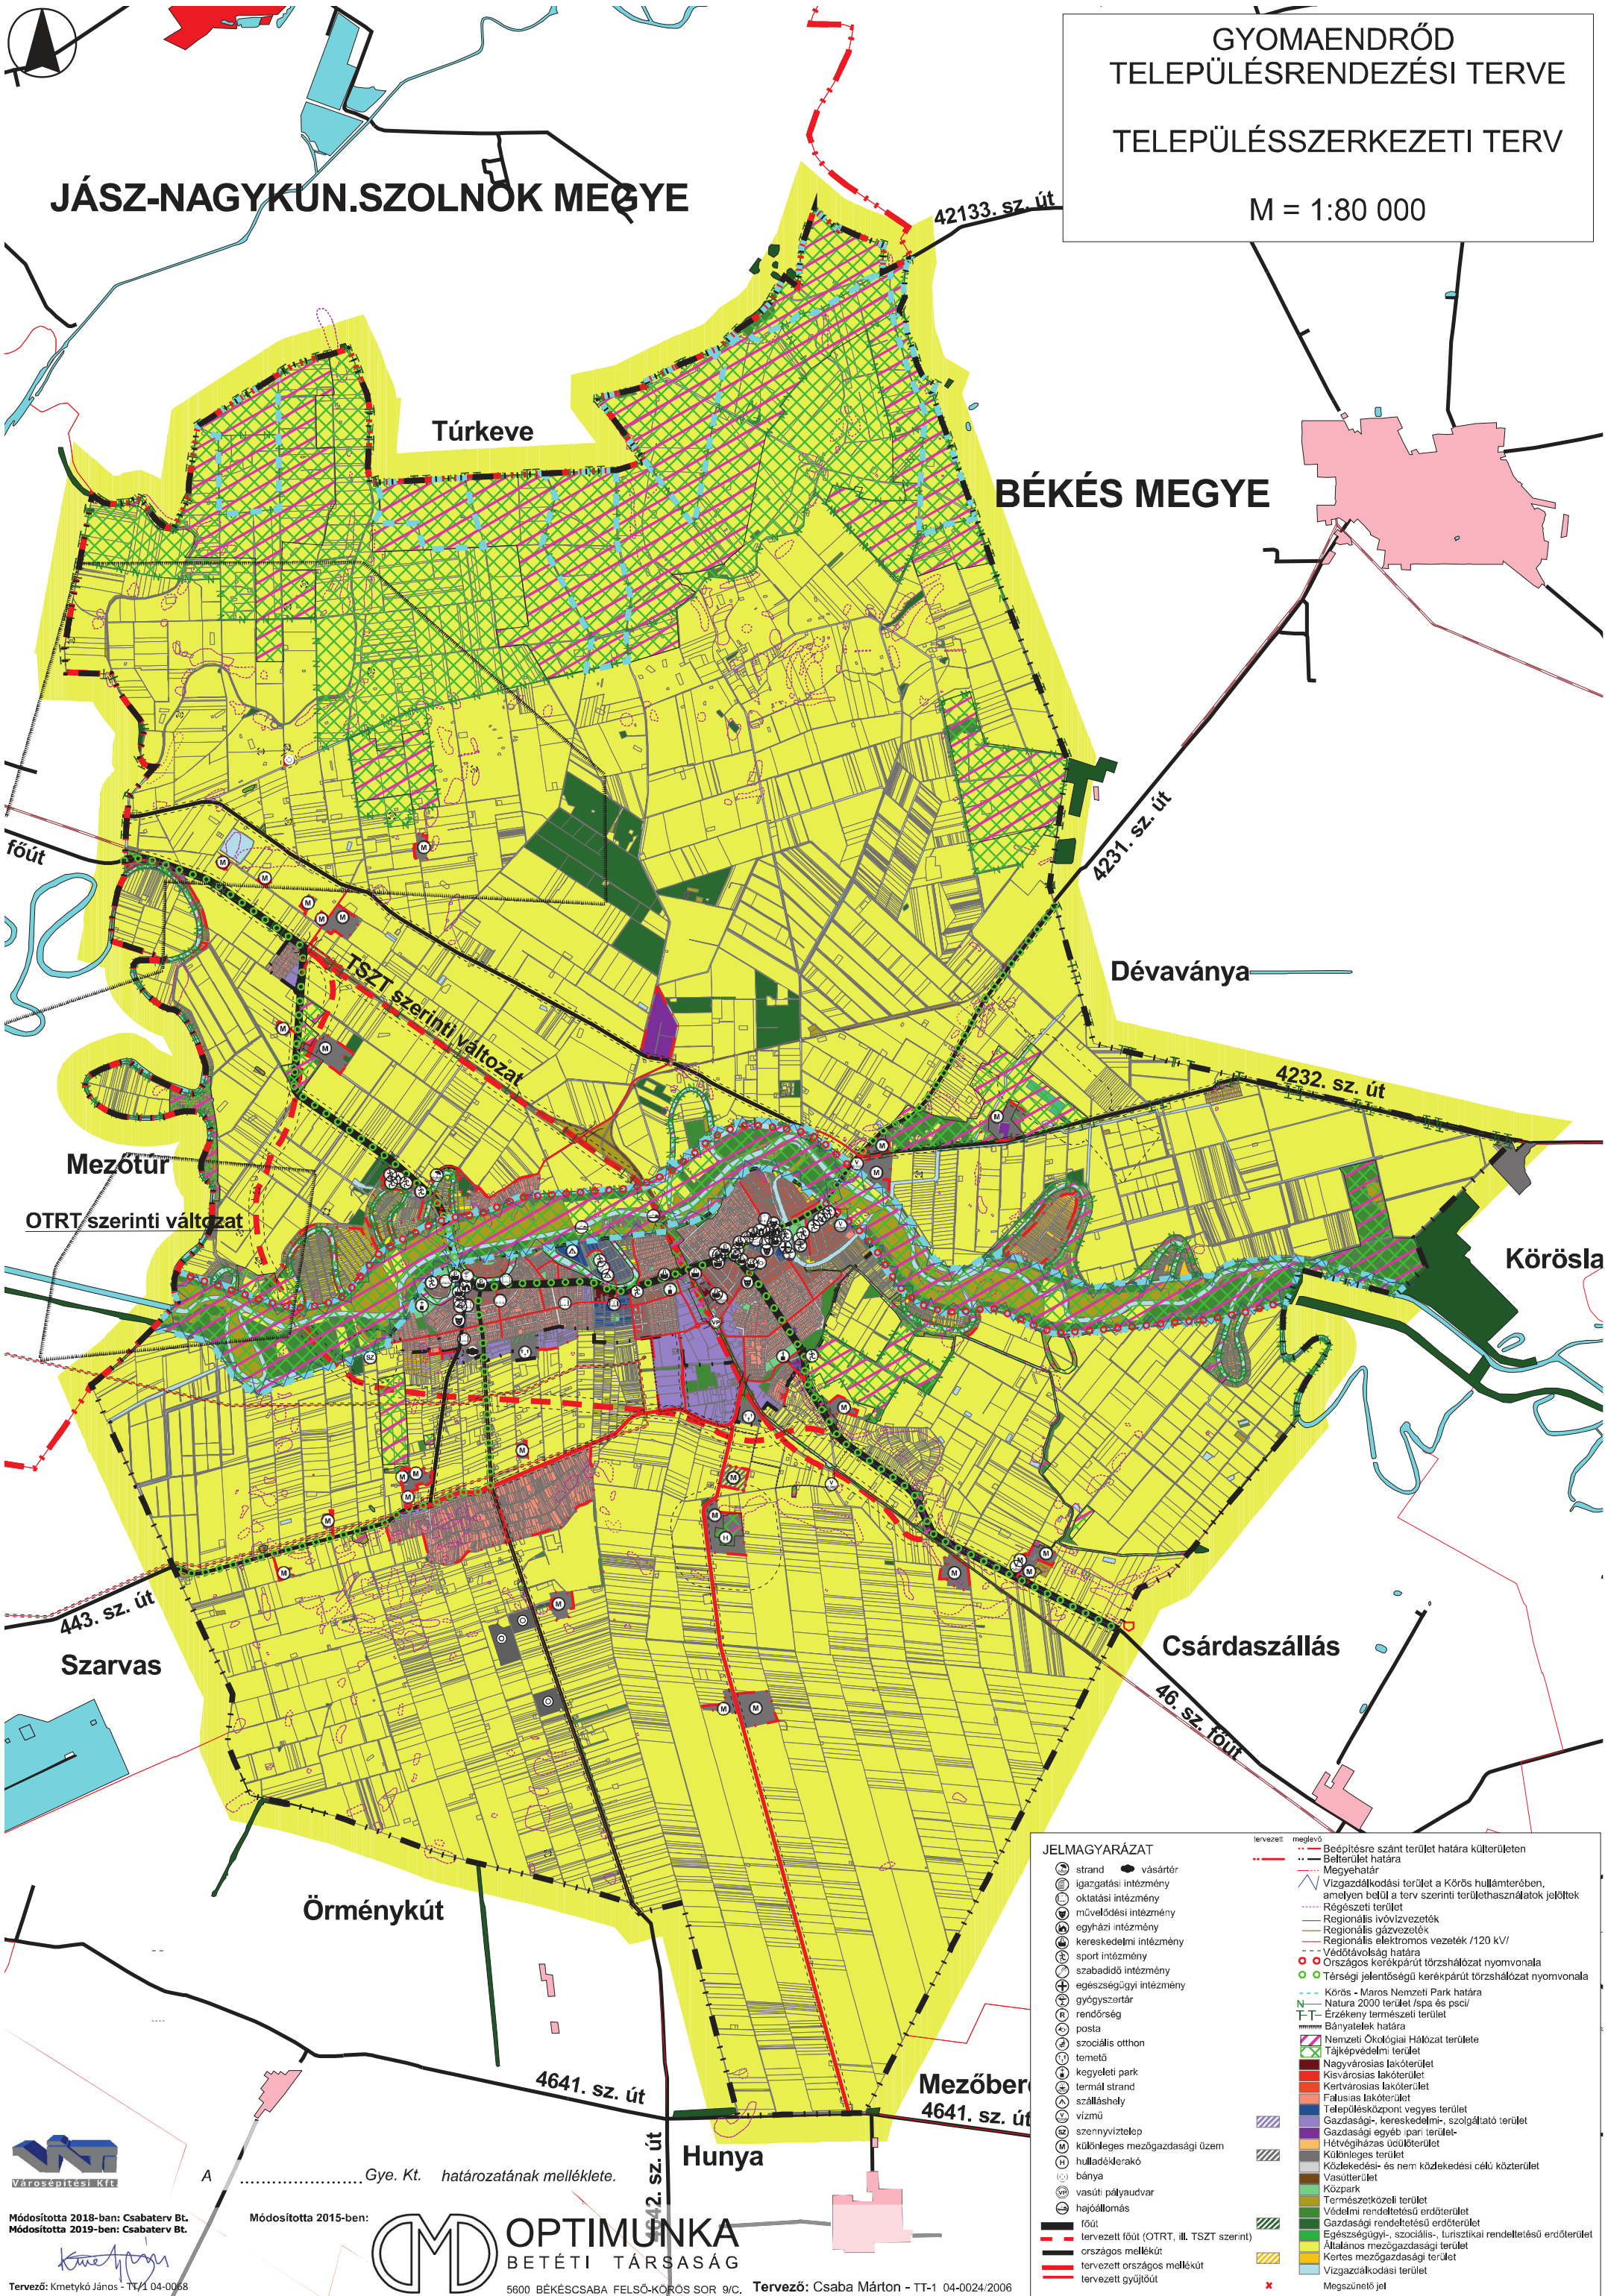 GYOMAENDRŐD
TELEPÜLÉSRENDEZÉSI TERVE
TELEPÜLÉSSZERKEZETI TERV
M = 1:80 000
JÁSZ-NAGYKUN.SZOLNOK MEGYE
42133. sz. út
Túrkeve
BÉKÉS MEGYE
4231. sz. út
főút
TSZT szerinti változat
Dévaványa
4232. sz. út
Mezőtúr
OTRT szerinti változat
Körösla
443. sz. út
Szarvas
Csárdaszállás
46. sz. főút
Örménykút
4641. sz. út
Mezőber
4641. sz. út
Hunya
4642. sz. út
JELMAGYARÁZAT
strand
vásártér
igazgatási intézmény
oktatási intézmény
művelődési intézmény
egyházi intézmény
kereskedelmi intézmény
sport intézmény
szabadidő intézmény
egészségügyi intézmény
gyógyszertár
R rendőrség
posta
szociális otthon
temető
kegyeleti park
termál strand
szálláshely
vízmű
SZ szennyvíztelep
M különleges mezőgazdasági üzem
H hulladéklerakó
bánya
VP vasúti pályaudvar
hajóállomás
főút
tervezett főút (OTRT, ill. TSZT szerint)
országos mellékút
tervezett országos mellékút
tervezett gyűjtőút
tervezett meglevő
Beépítésre szánt terület határa külterületen
Belterület határa
Megyehatár
Vízgazdálkodási terület a Körös hullámterében,
amelyen belül a terv szerinti területhasználatok jelöltek
Régészeti terület
Regionális ivóvízvezeték
Regionális gázvezeték
Regionális elektromos vezeték /120 kV/
Védőtávolság határa
Országos kerékpárút törzshálózat nyomvonala
Térségi jelentőségű kerékpárút törzshálózat nyomvonala
Körös - Maros Nemzeti Park határa
N Natura 2000 terület /spa és psci/
T-T Érzékeny természeti terület
Bányatelek határa
Nemzeti Ökológiai Hálózat területe
Tájképvédelmi terület
Nagyvárosias lakóterület
Kisvárosias lakóterület
Kertvárosias lakóterület
Falusias lakóterület
Településközpont vegyes terület
Gazdasági-, kereskedelmi-, szolgáltató terület
Gazdasági egyéb ipari terület-
Hétvégiházas üdülőterület
Különleges terület
Közlekedési- és nem közlekedési célú közterület
Vasútterület
Közpark
Természetközeli terület
Védelmi rendeltetésű erdőterület
Gazdasági rendeltetésű erdőterület
Egészségügyi-, szociális-, turisztikai rendeltetésű erdőterület
Általános mezőgazdasági terület
Kertes mezőgazdasági terület
Vízgazdálkodási terület
Megszűnető jel
Városépítési Kft.
A ........................ Gye. Kt. határozatának melléklete.
Módosította 2018-ban: Csabaterv Bt.
Módosította 2019-ben: Csabaterv Bt.
Tervező: Kmetykó János - TT/1 04-0068
Módosította 2015-ben:
OPTIMUNKA
BETÉTI TÁRSASÁG
5600 BÉKÉSCSABA FELSŐ-KÖRÖS SOR 9/C.
Tervező: Csaba Márton - TT-1 04-0024/2006